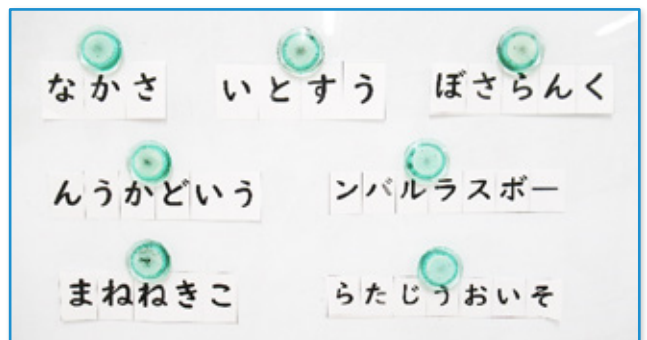 なかさ いとすう ぼさらんく
んうかどいう ンバルラスボー
まねねきこ らたじうおいそ